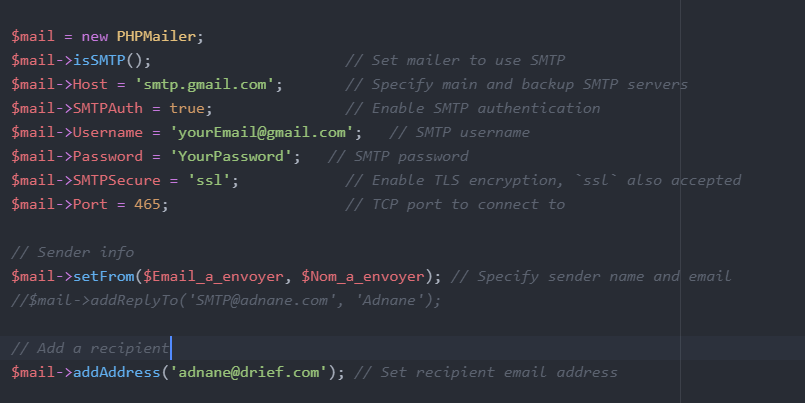 $mail = new PHPMailer;
$mail->isSMTP(); // Set mailer to use SMTP
$mail->Host = 'smtp.gmail.com'; // Specify main and backup SMTP servers
$mail->SMTPAuth = true; // Enable SMTP authentication
$mail->Username = 'yourEmail@gmail.com'; // SMTP username
$mail->Password = 'YourPassword'; // SMTP password
$mail->SMTPSecure = 'ssl'; // Enable TLS encryption, `ssl` also accepted
$mail->Port = 465; // TCP port to connect to
// Sender info
$mail->setFrom($Email_a_envoyer, $Nom_a_envoyer); // Specify sender name and email
//$mail->addReplyTo('SMTP@adnane.com', 'Adnane');
// Add a recipient
$mail->addAddress('adnane@drief.com'); // Set recipient email address